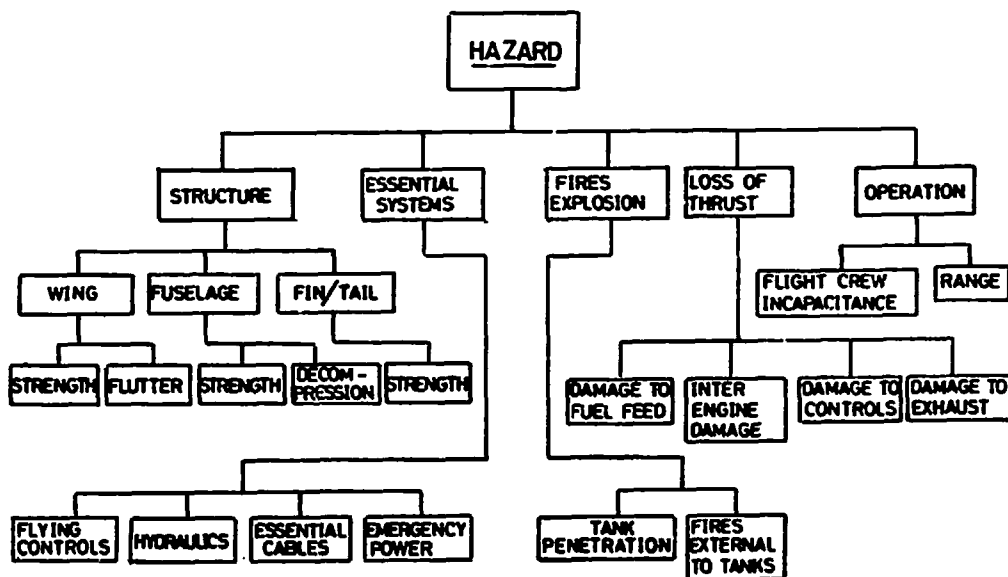 HAZARD
STRUCTURE
ESSENTIAL
SYSTEMS
FIRES
EXPLOSION
LOSS OF
THRUST
OPERATION
WING
FUSELAGE
FIN/TAIL
FLIGHT CREW
INCAPACITANCE
RANGE
STRENGTH
FLUTTER
STRENGTH
DECOM-
PRESSION
STRENGTH
DAMAGE TO
FUEL FEED
INTER
ENGINE
DAMAGE
DAMAGE TO
CONTROLS
DAMAGE TO
EXHAUST
FLYING
CONTROLS
HYDRAULICS
ESSENTIAL
CABLES
EMERGENCY
POWER
TANK
PENETRATION
FIRES
EXTERNAL
TO TANKS